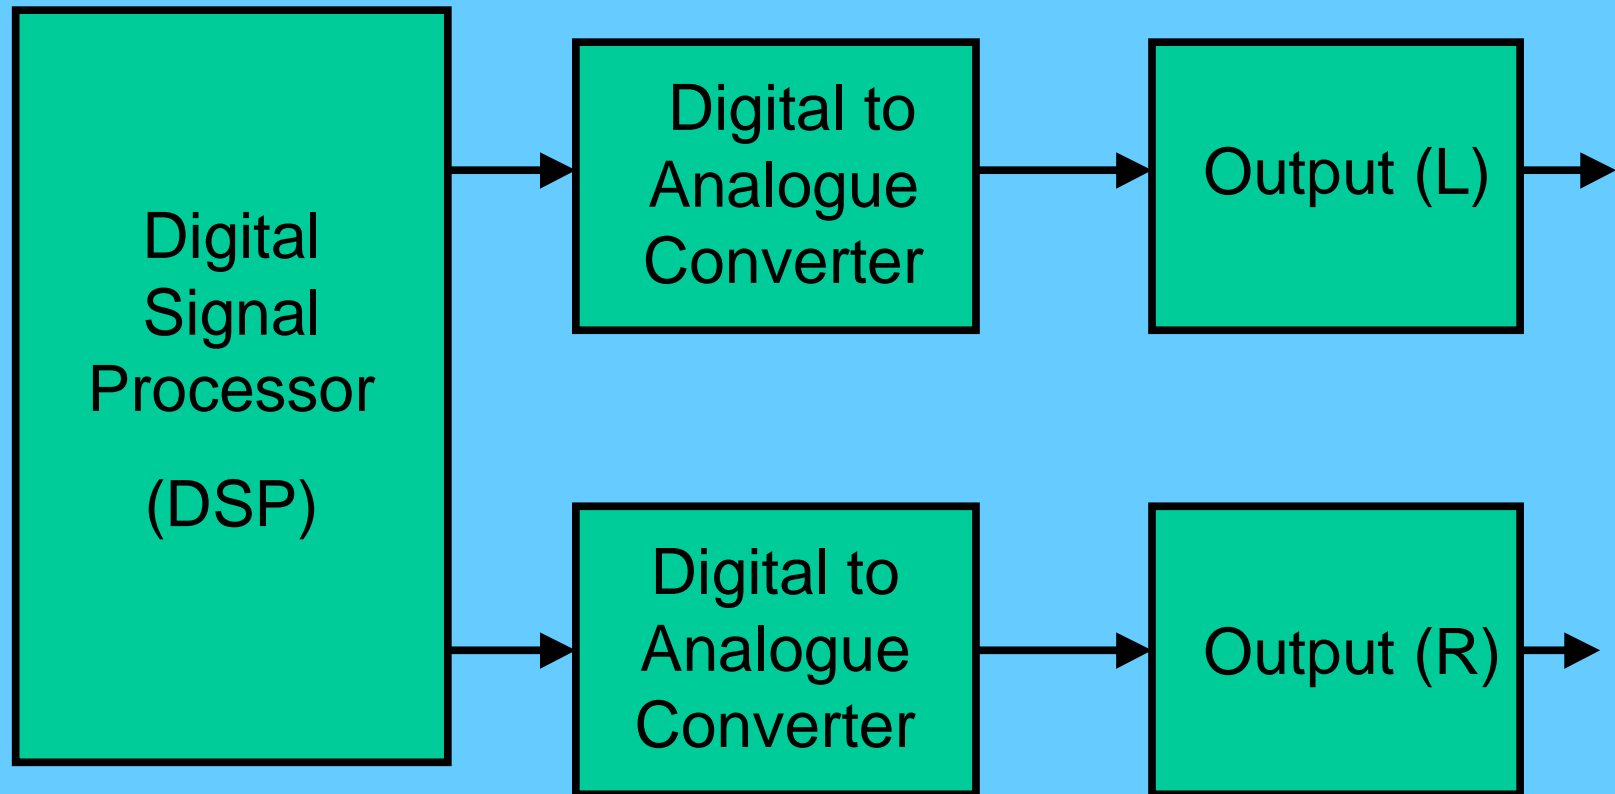 Digital
Signal
Processor
(DSP)
Digital to
Analogue
Converter
Output (L)
Digital to
Analogue
Converter
Output (R)